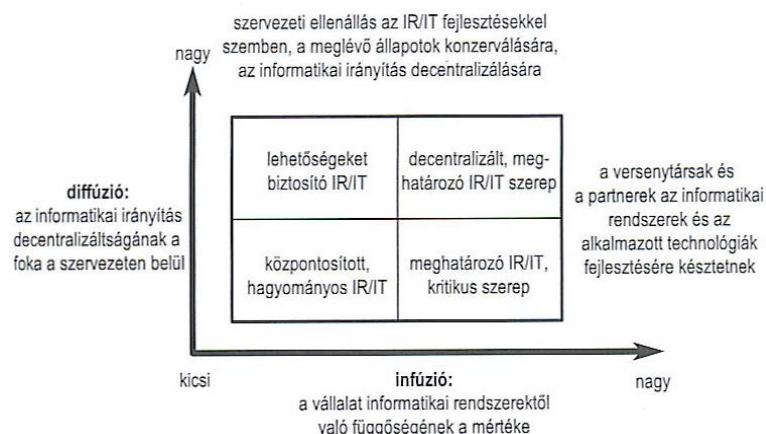 szervezeti ellenállás az IR/IT fejlesztésekkel
szemben, a meglévő állapotok konzerválására,
az informatikai irányítás decentralizálására
nagy
lehetőségeket
biztosító IR/IT
decentralizált, meg-
határozó IR/IT szerep
diffúzió:
az informatikai irányítás
decentralizáltságának a
foka a szervezeten belül
a versenytársak és
a partnerek az informatikai
rendszerek és az
alkalmazott technológiák
fejlesztésére késztetnek
központosított,
hagyományos IR/IT
meghatározó IR/IT,
kritikus szerep
kicsi
infúzió:
a vállalat informatikai rendszerektől
való függőségének a mértéke
nagy